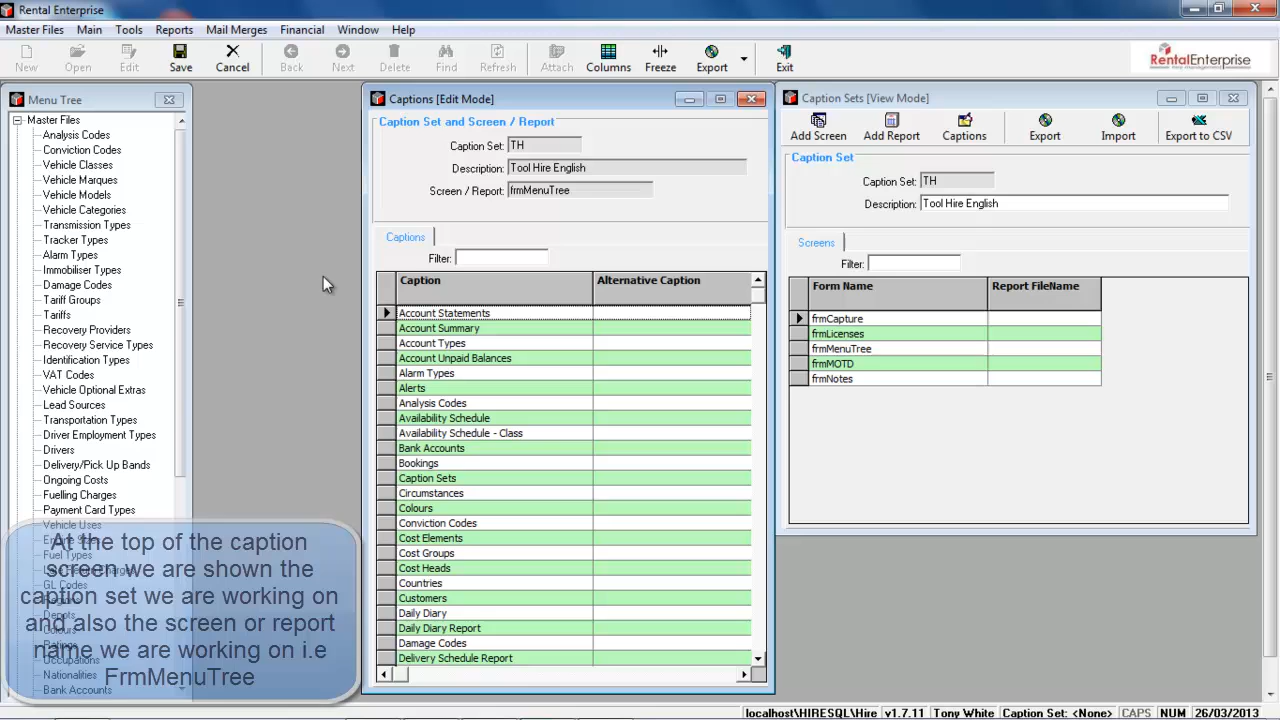 Rental Enterprise
Master Files Main Tools Reports Mail Merges Financial Window Help
New Open Edit Save Cancel Back Next Delete Find Refresh Attach Columns Freeze Export Exit
RentalEnterprise
Menu Tree
Master Files
Analysis Codes
Conviction Codes
Vehicle Classes
Vehicle Marques
Vehicle Models
Vehicle Categories
Transmission Types
Tracker Types
Alarm Types
Immobiliser Types
Damage Codes
Tariff Groups
Tariffs
Recovery Providers
Recovery Service Types
Identification Types
VAT Codes
Vehicle Optional Extras
Lead Sources
Transportation Types
Driver Employment Types
Drivers
Delivery/Pick Up Bands
Ongoing Costs
Fuelling Charges
Payment Card Types
Vehicle Uses
Fuel Types
GL Codes
Depots
Colours
Occupations
Nationalities
Bank Accounts
At the top of the caption
screen we are shown the
caption set we are working on
and also the screen or report
name we are working on i.e
FrmMenuTree
Captions [Edit Mode]
Caption Set and Screen / Report
Caption Set: TH
Description: Tool Hire English
Screen / Report: frmMenuTree
Captions
Filter:
Caption Alternative Caption
Account Statements
Account Summary
Account Types
Account Unpaid Balances
Alarm Types
Alerts
Analysis Codes
Availability Schedule
Availability Schedule - Class
Bank Accounts
Bookings
Caption Sets
Circumstances
Colours
Conviction Codes
Cost Elements
Cost Groups
Cost Heads
Countries
Customers
Daily Diary
Daily Diary Report
Damage Codes
Delivery Schedule Report
Caption Sets [View Mode]
Add Screen Add Report Captions Export Import Export to CSV
Caption Set
Caption Set: TH
Description: Tool Hire English
Screens
Filter:
Form Name Report FileName
frmCapture
frmLicenses
frmMenuTree
frmMOTD
frmNotes
localhost\HIRESQL\Hire v1.7.11 Tony White Caption Set: <None> CAPS NUM 26/03/2013